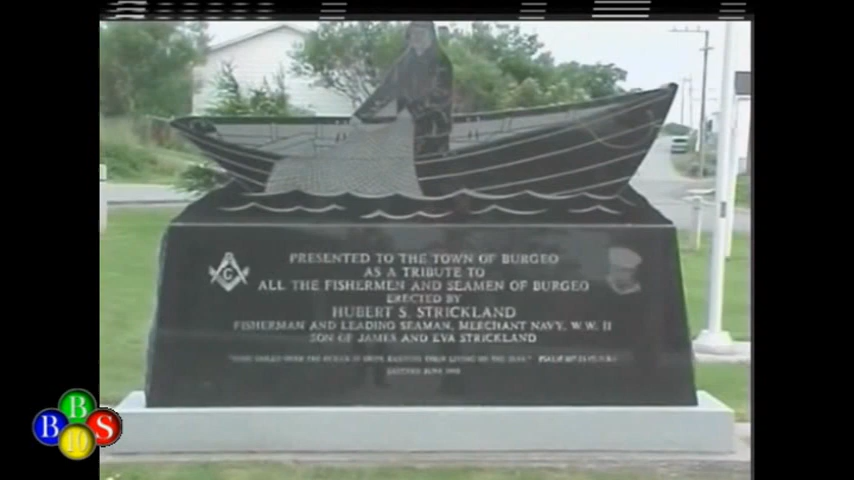 PRESENTED TO THE TOWN OF BURGEO
AS A TRIBUTE TO
ALL THE FISHERMEN AND SEAMEN OF BURGEO
ERECTED BY
HUBERT S. STRICKLAND
FISHERMAN AND LEADING SEAMAN, MERCHANT NAVY, W.W. II
SON OF JAMES AND EVA STRICKLAND
G
B
B S
10